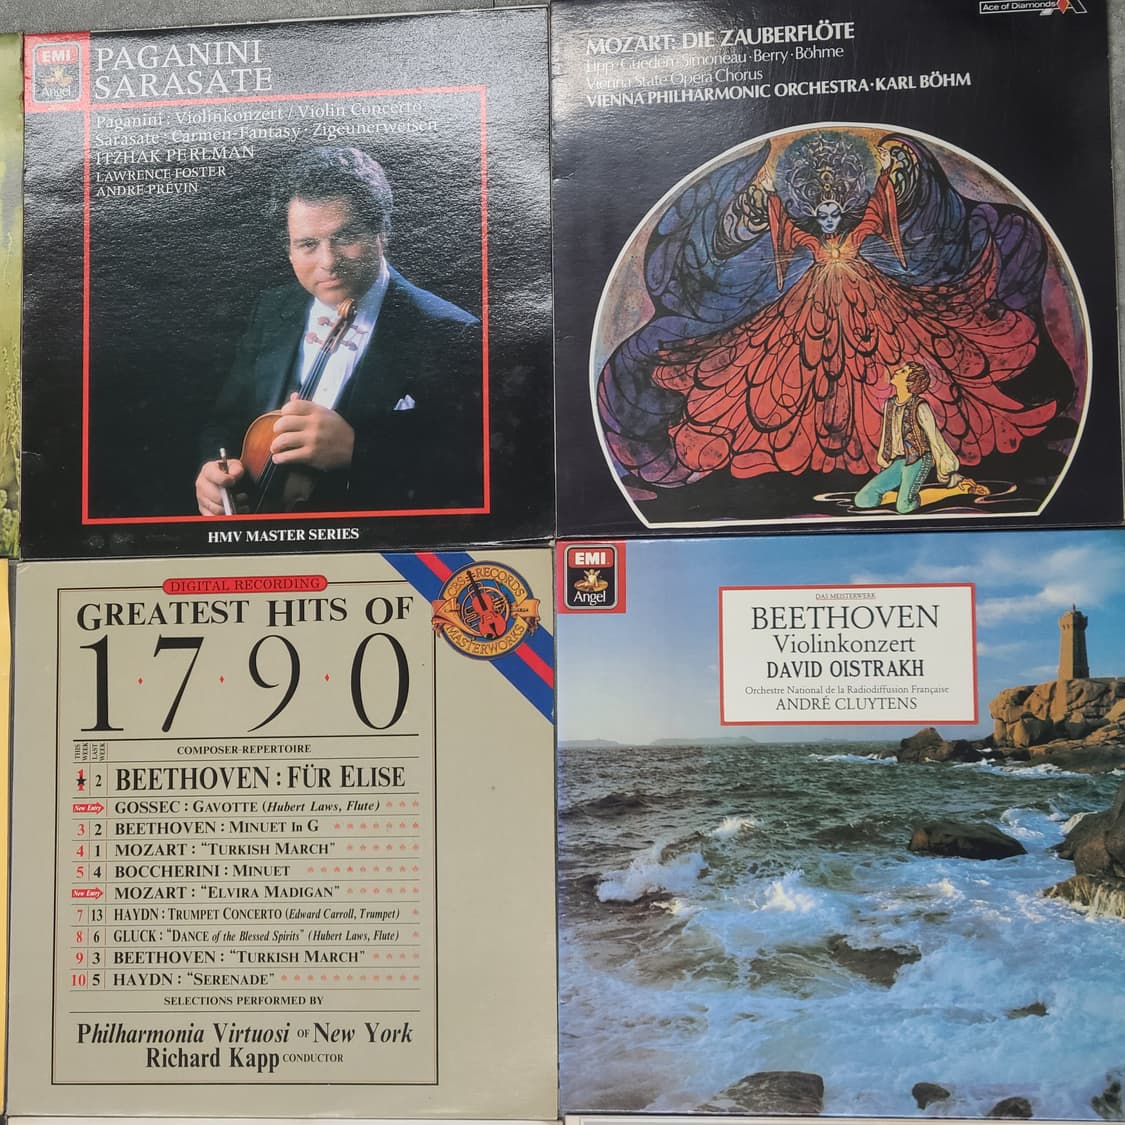 EMI
Angel
PAGANINI
SARASATE
Paganini : Violinkonzert / Violin Concerto
Sarasate : Carmen-Fantasy · Zigeunerweisen
ITZHAK PERLMAN
LAWRENCE FOSTER
ANDRÉ PREVIN
HMV MASTER SERIES
Ace of Diamonds
MOZART: DIE ZAUBERFLÖTE
Lipp · Gueden · Simoneau · Berry · Böhme
Vienna State Opera Chorus
VIENNA PHILHARMONIC ORCHESTRA · KARL BÖHM
DIGITAL RECORDING
GREATEST HITS OF
1·7·9·0
CBS RECORDS
MASTERWORKS
THIS WEEK LAST WEEK
COMPOSER-REPERTOIRE
1 2 BEETHOVEN : FÜR ELISE
New Entry GOSSEC : GAVOTTE (Hubert Laws, Flute)
3 2 BEETHOVEN : MINUET In G
4 1 MOZART : "TURKISH MARCH"
5 4 BOCCHERINI : MINUET
New Entry MOZART : "ELVIRA MADIGAN"
7 13 HAYDN : TRUMPET CONCERTO (Edward Carroll, Trumpet)
8 6 GLUCK : "DANCE of the Blessed Spirits" (Hubert Laws, Flute)
9 3 BEETHOVEN : "TURKISH MARCH"
10 5 HAYDN : "SERENADE"
SELECTIONS PERFORMED BY
Philharmonia Virtuosi OF New York
Richard Kapp CONDUCTOR
EMI
Angel
DAS MEISTERWERK
BEETHOVEN
Violinkonzert
DAVID OISTRAKH
Orchestre National de la Radiodiffusion Française
ANDRÉ CLUYTENS